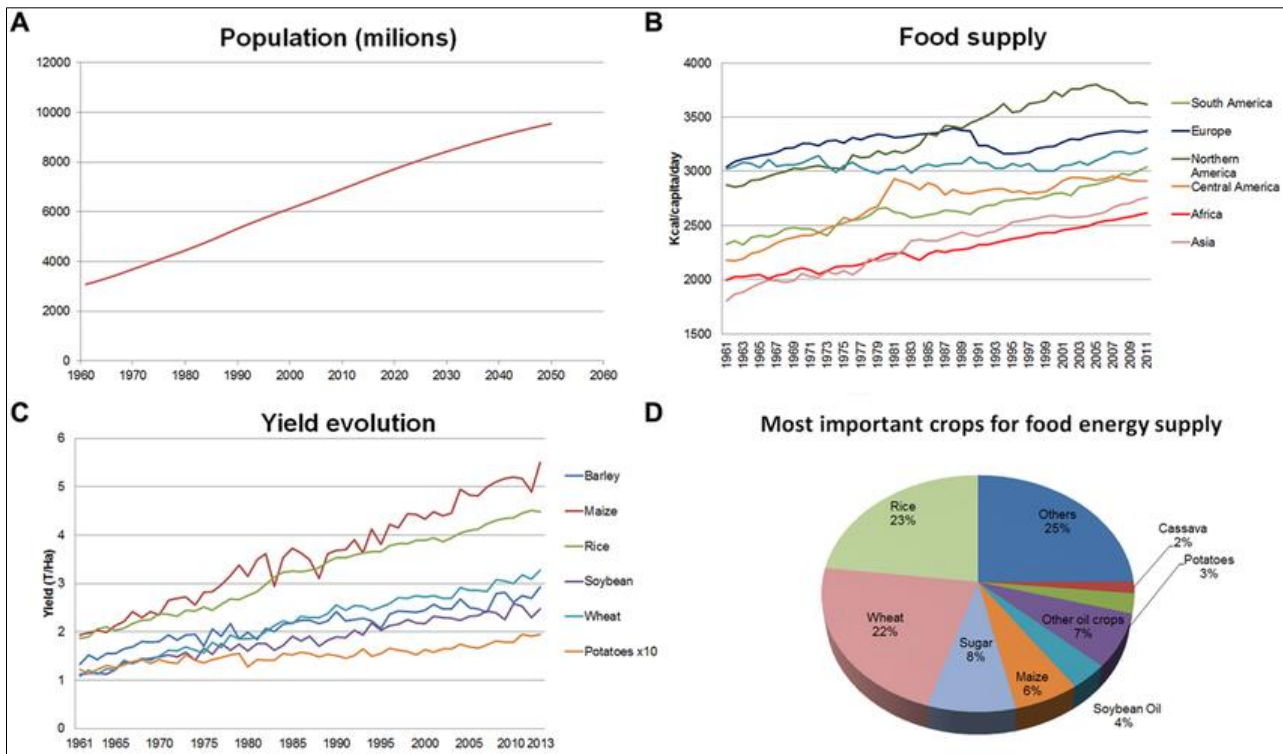 A
Population (milions)
12000
10000
8000
6000
4000
2000
0
1960 1970 1980 1990 2000 2010 2020 2030 2040 2050 2060
B
Food supply
Kcal/capita/day
4000
3500
3000
2500
2000
1500
1961 1963 1965 1967 1969 1971 1973 1975 1977 1979 1981 1983 1985 1987 1989 1991 1993 1995 1997 1999 2001 2003 2005 2007 2009 2011
South America
Europe
Northern
America
Central America
Africa
Asia
C
Yield evolution
Yield (T/Ha)
6
5
4
3
2
1
0
1961 1965 1970 1975 1980 1985 1990 1995 2000 2005 2010 2013
Barley
Maize
Rice
Soybean
Wheat
Potatoes x10
D
Most important crops for food energy supply
Rice
23%
Others
25%
Cassava
2%
Potatoes
3%
Other oil crops
7%
Soybean Oil
4%
Maize
6%
Sugar
8%
Wheat
22%